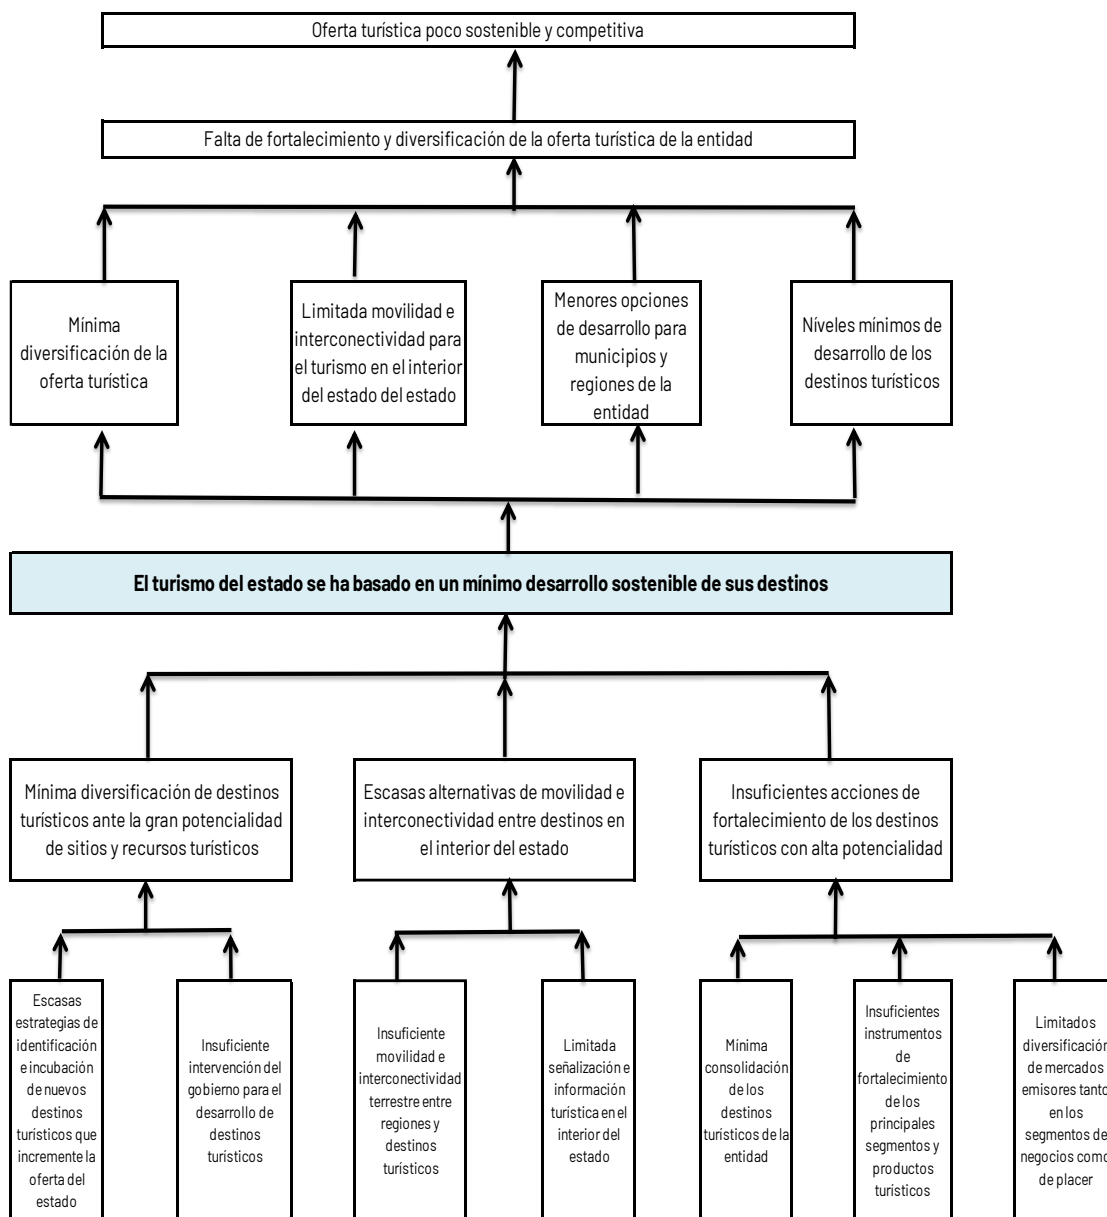 Oferta turística poco sostenible y competitiva
Falta de fortalecimiento y diversificación de la oferta turística de la entidad
Mínima
diversificación de la
oferta turística
Limitada movilidad e
interconectividad para
el turismo en el interior
del estado del estado
Menores opciones
de desarrollo para
municipios y
regiones de la
entidad
Níveles mínimos de
desarrollo de los
destinos turísticos
El turismo del estado se ha basado en un mínimo desarrollo sostenible de sus destinos
Mínima diversificación de destinos
turísticos ante la gran potencialidad
de sitios y recursos turísticos
Escasas alternativas de movilidad e
interconectividad entre destinos en
el interior del estado
Insuficientes acciones de
fortalecimiento de los destinos
turísticos con alta potencialidad
Escasas
estrategias de
identificación
e incubación
de nuevos
destinos
turísticos que
incremente la
oferta del
estado
Insuficiente
intervención del
gobierno para el
desarrollo de
destinos
turísticos
Insuficiente
movilidad e
interconectividad
terrestre entre
regiones y
destinos
turísticos
Limitada
señalización e
información
turística en el
interior del
estado
Mínima
consolidación
de los
destinos
turísticos de la
entidad
Insuficientes
instrumentos
de
fortalecimiento
de los
principales
segmentos y
productos
turísticos
Limitados
diversificación
de mercados
emisores tanto
en los
segmentos de
negocios como
de placer